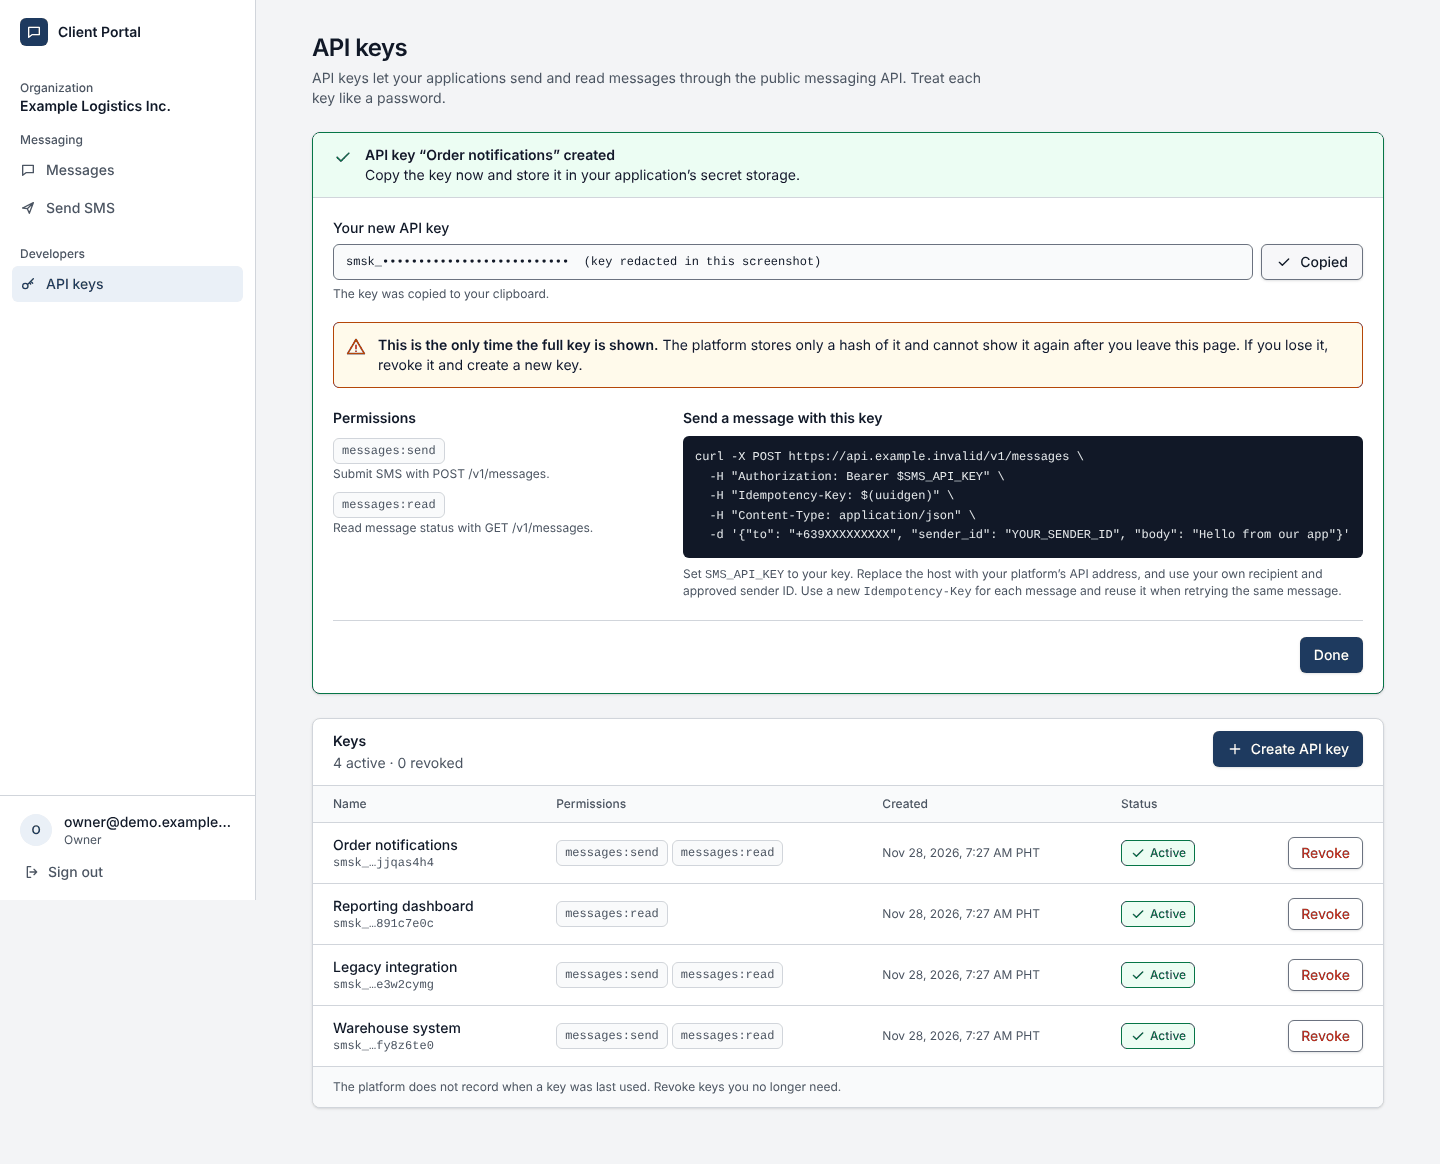 Client Portal
Organization
Example Logistics Inc.
Messaging
Messages
Send SMS
Developers
API keys
owner@demo.example...
O
Owner
Sign out
API keys
API keys let your applications send and read messages through the public messaging API. Treat each
key like a password.
API key “Order notifications” created
Copy the key now and store it in your application’s secret storage.
Your new API key
smsk_•••••••••••••••••••••••••• (key redacted in this screenshot)
Copied
The key was copied to your clipboard.
This is the only time the full key is shown. The platform stores only a hash of it and cannot show it again after you leave this page. If you lose it,
revoke it and create a new key.
Permissions
messages:send
Submit SMS with POST /v1/messages.
messages:read
Read message status with GET /v1/messages.
Send a message with this key
curl -X POST https://api.example.invalid/v1/messages \
-H "Authorization: Bearer $SMS_API_KEY" \
-H "Idempotency-Key: $(uuidgen)" \
-H "Content-Type: application/json" \
-d '{"to": "+639XXXXXXXXX", "sender_id": "YOUR_SENDER_ID", "body": "Hello from our app"}'
Set SMS_API_KEY to your key. Replace the host with your platform’s API address, and use your own recipient and
approved sender ID. Use a new Idempotency-Key for each message and reuse it when retrying the same message.
Done
Keys
4 active · 0 revoked
Create API key
Name Permissions Created Status
Order notifications
smsk_…jjqas4h4
messages:send messages:read Nov 28, 2026, 7:27 AM PHT Active Revoke
Reporting dashboard
smsk_…891c7e0c
messages:read Nov 28, 2026, 7:27 AM PHT Active Revoke
Legacy integration
smsk_…e3w2cymg
messages:send messages:read Nov 28, 2026, 7:27 AM PHT Active Revoke
Warehouse system
smsk_…fy8z6te0
messages:send messages:read Nov 28, 2026, 7:27 AM PHT Active Revoke
The platform does not record when a key was last used. Revoke keys you no longer need.